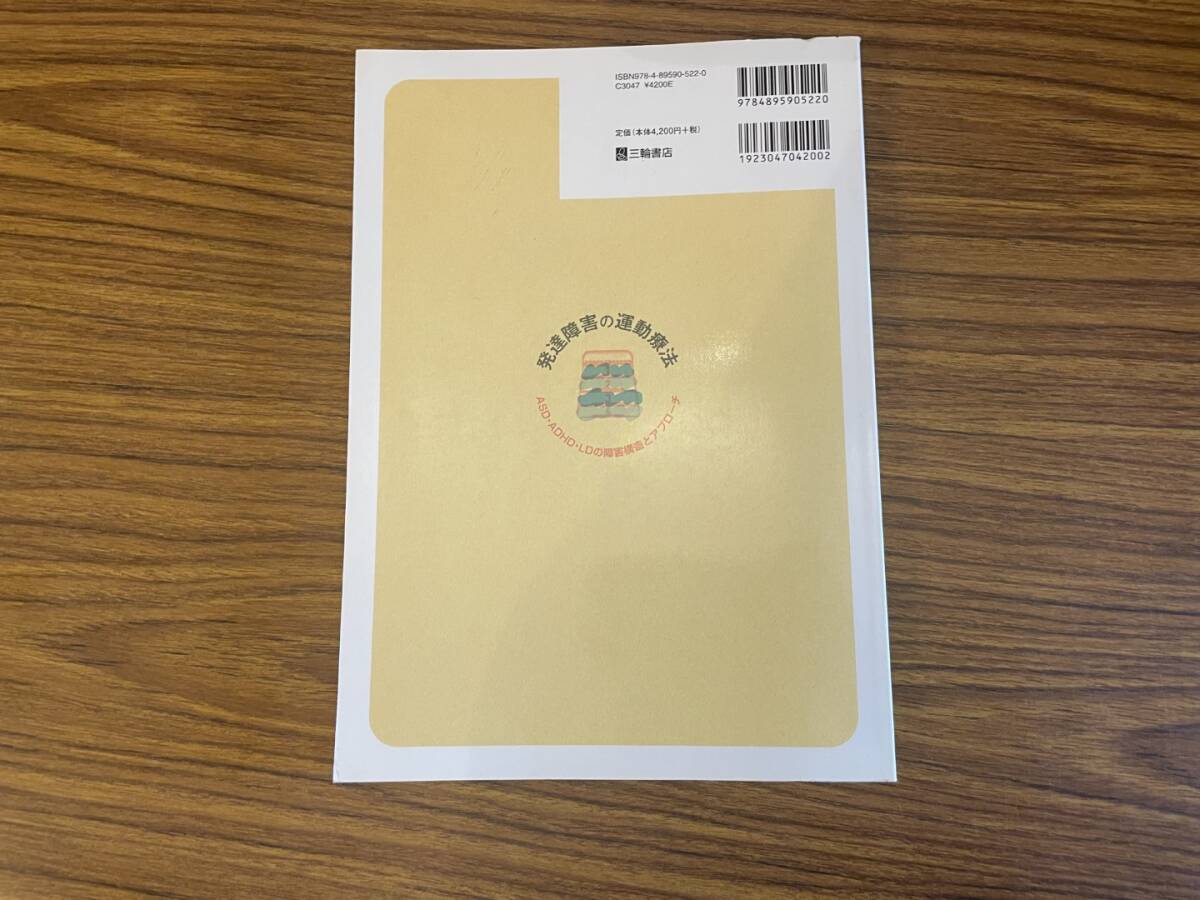 ISBN978-4-89590-522-0
C3047 ¥4200E
9784895905220
定価(本体4,200円+税)
三輪書店
1923047042002
発達障害の運動療法
ASD・ADHD・LDの障害構造とアプローチ